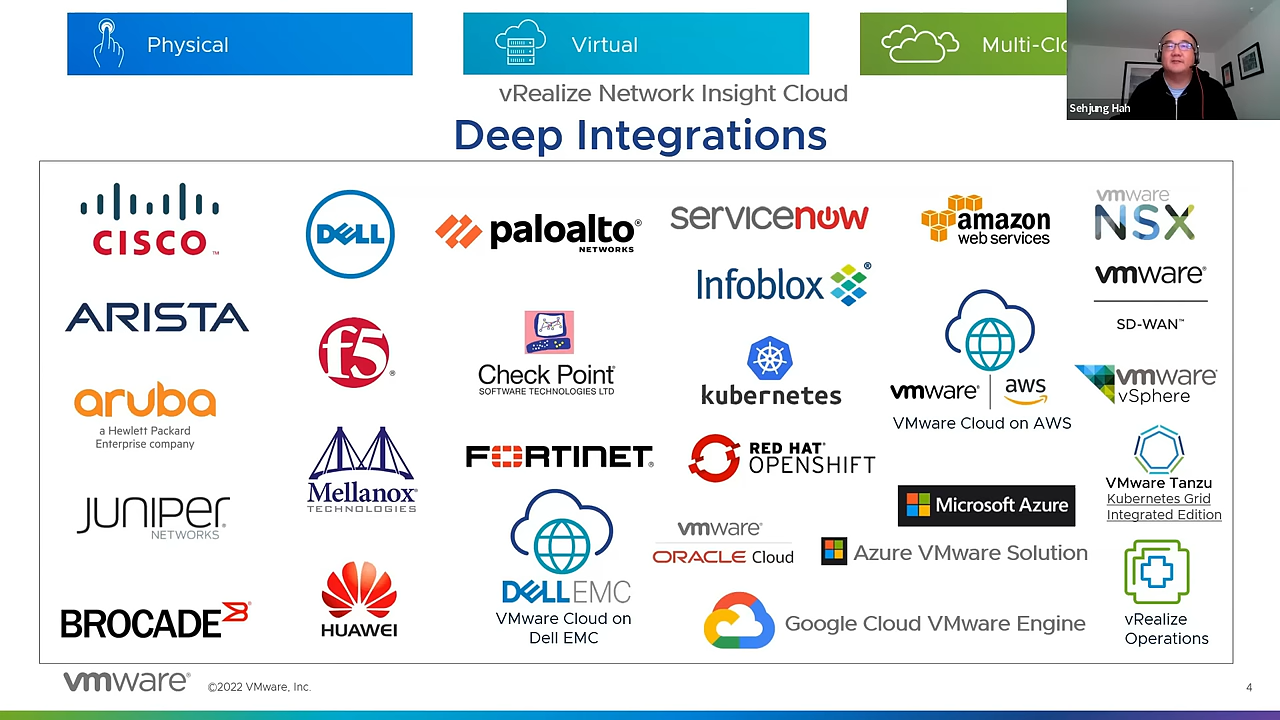 Physical
Virtual
Multi-Clo
Sehjung Hah
vRealize Network Insight Cloud
Deep Integrations
CISCO™
DELL
paloalto®
NETWORKS
servicenow
amazon
web services
vmware
NSX
Infoblox®
vmware®
SD-WAN™
ARISTA
f5®
Check Point®
SOFTWARE TECHNOLOGIES LTD
kubernetes
vmware® | aws
VMware Cloud on AWS
vmware®
vSphere
aruba
a Hewlett Packard
Enterprise company
Mellanox®
TECHNOLOGIES
FORTINET®
RED HAT®
OPENSHIFT
VMware Tanzu
Kubernetes Grid
Integrated Edition
JUNIPER®
NETWORKS
DELLEMC
VMware Cloud on
Dell EMC
vmware®
ORACLE Cloud
Microsoft Azure
Azure VMware Solution
BROCADE®
HUAWEI
Google Cloud VMware Engine
vRealize
Operations
vmware® ©2022 VMware, Inc.
4